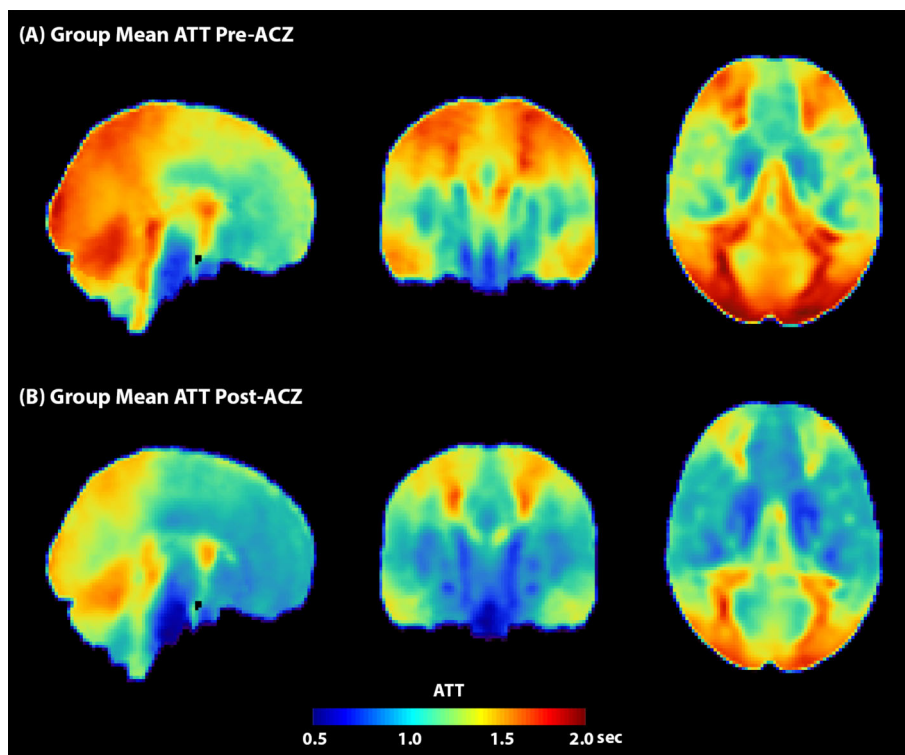 (A) Group Mean ATT Pre-ACZ
(B) Group Mean ATT Post-ACZ
ATT
0.5 1.0 1.5 2.0 sec